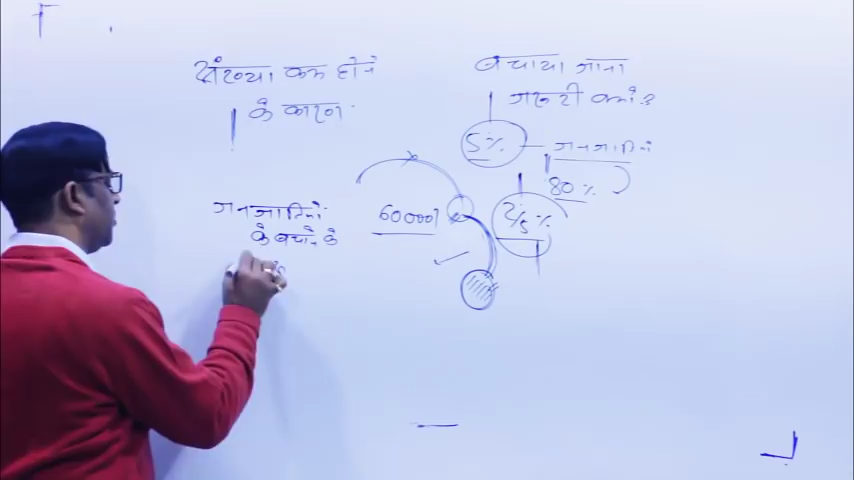 संख्या कम होने
के कारण
बचाया जाना
जरूरी क्यों?
5%
जनजातियां
80%
जनजातियों
के बचाने के
60000
2/5%